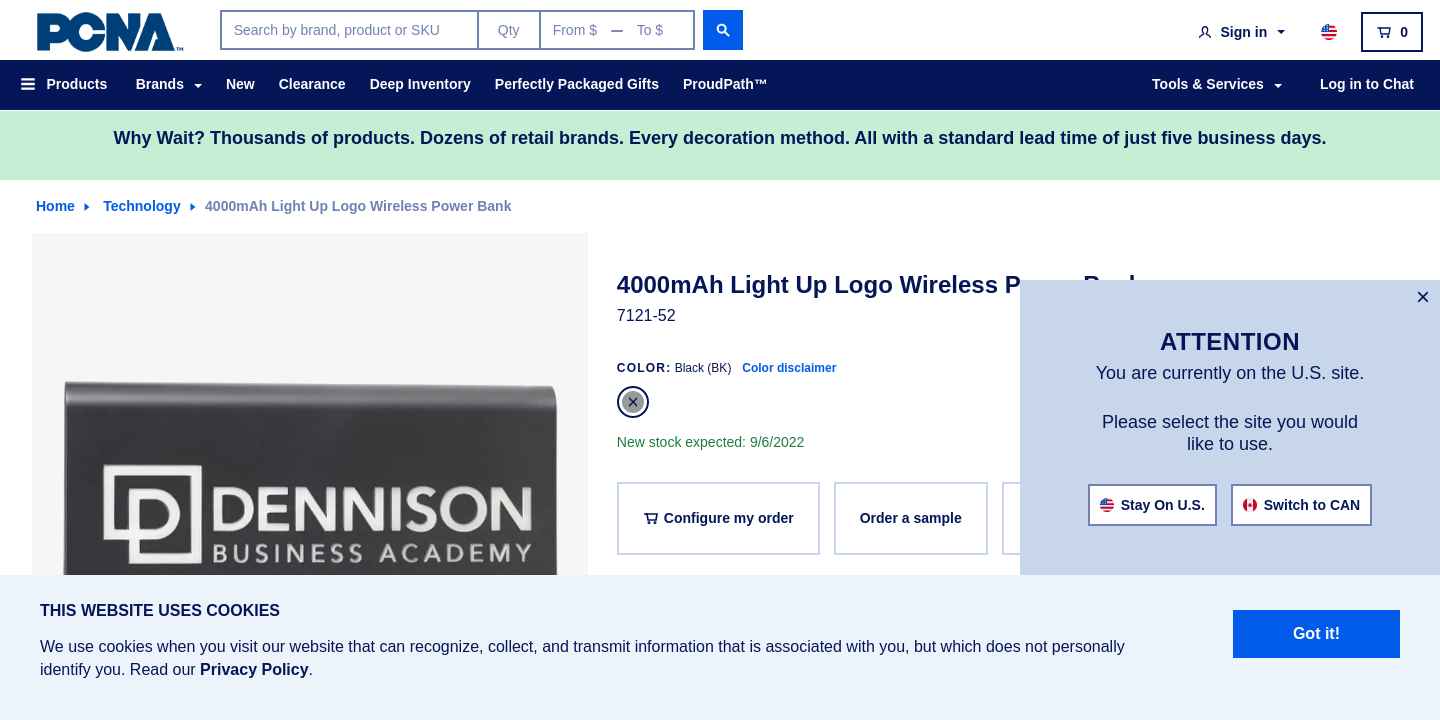 PCNA™
Search by brand, product or SKU
Qty
From $ — To $
Sign in
0
Products
Brands
New
Clearance
Deep Inventory
Perfectly Packaged Gifts
ProudPath™
Tools & Services
Log in to Chat
Why Wait? Thousands of products. Dozens of retail brands. Every decoration method. All with a standard lead time of just five business days.
Home
Technology
4000mAh Light Up Logo Wireless Power Bank
DENNISON
BUSINESS ACADEMY
4000mAh Light Up Logo Wireless
7121-52
COLOR: Black (BK) Color disclaimer
New stock expected: 9/6/2022
Configure my order
Order a sample
×
ATTENTION
You are currently on the U.S. site.
Please select the site you would
like to use.
Stay On U.S.
Switch to CAN
THIS WEBSITE USES COOKIES
We use cookies when you visit our website that can recognize, collect, and transmit information that is associated with you, but which does not personally
identify you. Read our Privacy Policy.
Got it!